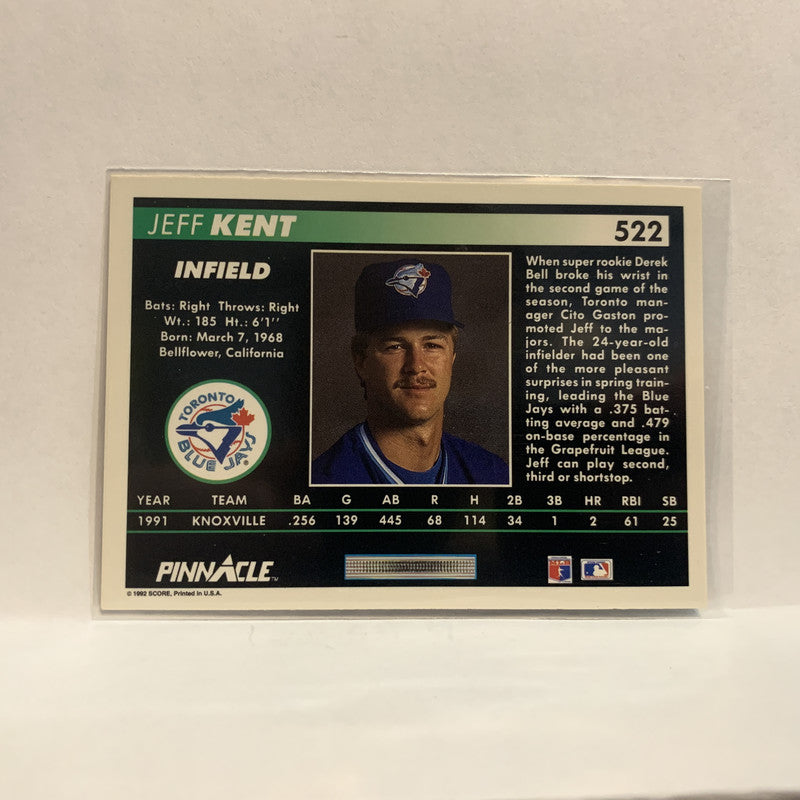 JEFF KENT
522
INFIELD
Bats: Right Throws: Right
Wt.: 185 Ht.: 6'1''
Born: March 7, 1968
Bellflower, California
TORONTO
BLUE JAYS
When super rookie Derek
Bell broke his wrist in
the second game of the
season, Toronto man-
ager Cito Gaston pro-
moted Jeff to the ma-
jors. The 24-year-old
infielder had been one
of the more pleasant
surprises in spring train-
ing, leading the Blue
Jays with a .375 bat-
ting average and .479
on-base percentage in
the Grapefruit League.
Jeff can play second,
third or shortstop.
YEAR TEAM BA G AB R H 2B 3B HR RBI SB
1991 KNOXVILLE .256 139 445 68 114 34 1 2 61 25
PINNACLE TM
© 1992 SCORE, Printed in U.S.A.